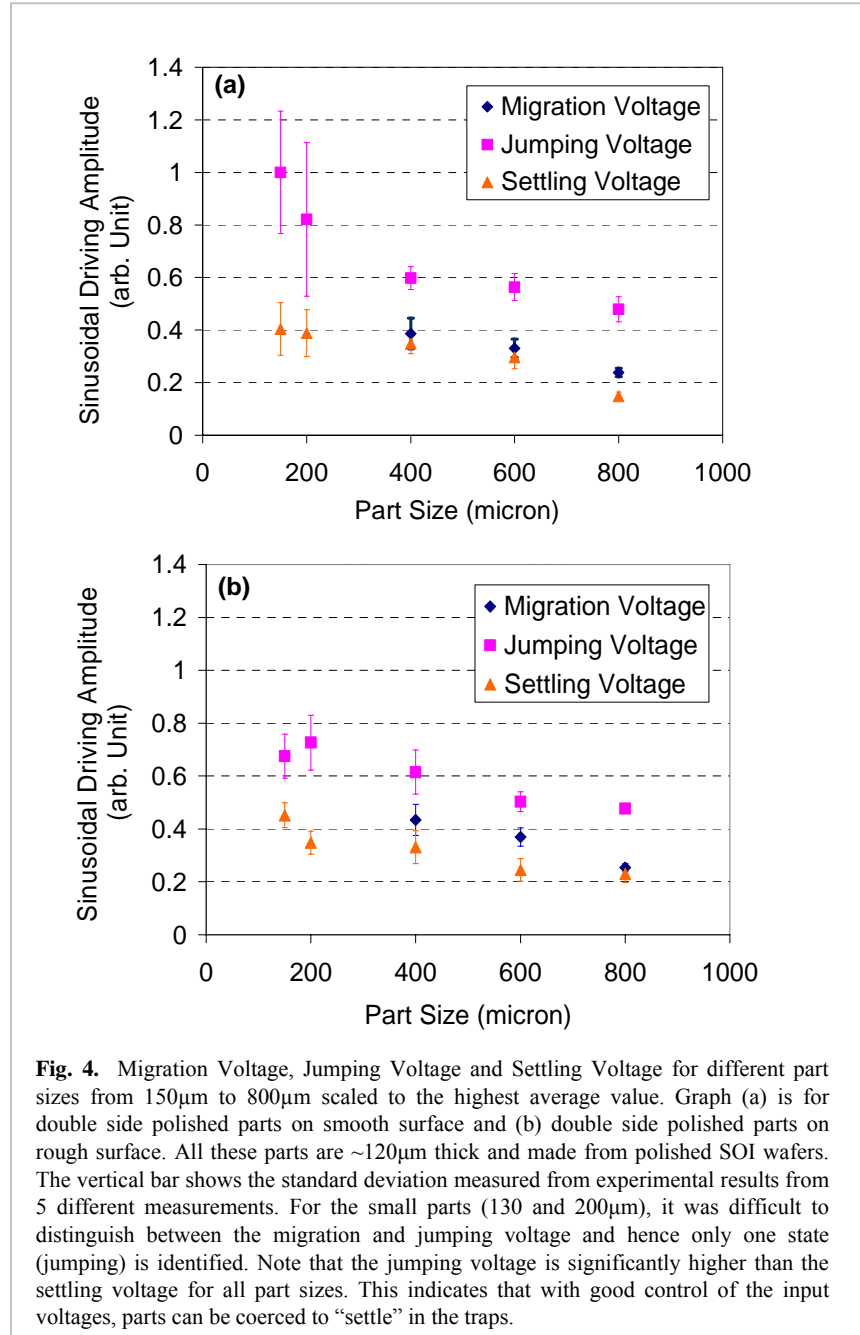 (a)
Migration Voltage
Jumping Voltage
Settling Voltage
1.4
1.2
1
0.8
0.6
0.4
0.2
0
Sinusoidal Driving Amplitude
(arb. Unit)
0 200 400 600 800 1000
Part Size (micron)
(b)
Migration Voltage
Jumping Voltage
Settling Voltage
1.4
1.2
1
0.8
0.6
0.4
0.2
0
Sinusoidal Driving Amplitude
(arb. Unit)
0 200 400 600 800 1000
Part Size (micron)
Fig. 4. Migration Voltage, Jumping Voltage and Settling Voltage for different part
sizes from 150µm to 800µm scaled to the highest average value. Graph (a) is for
double side polished parts on smooth surface and (b) double side polished parts on
rough surface. All these parts are ~120µm thick and made from polished SOI wafers.
The vertical bar shows the standard deviation measured from experimental results from
5 different measurements. For the small parts (130 and 200µm), it was difficult to
distinguish between the migration and jumping voltage and hence only one state
(jumping) is identified. Note that the jumping voltage is significantly higher than the
settling voltage for all part sizes. This indicates that with good control of the input
voltages, parts can be coerced to “settle” in the traps.